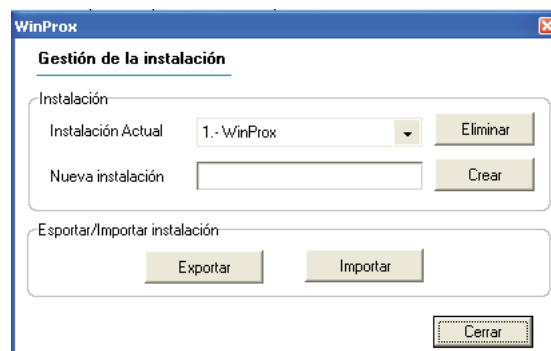 WinProx
Gestión de la instalación
Instalación
Instalación Actual 1.- WinProx Eliminar
Nueva instalación Crear
Esportar/Importar instalación
Exportar Importar
Cerrar